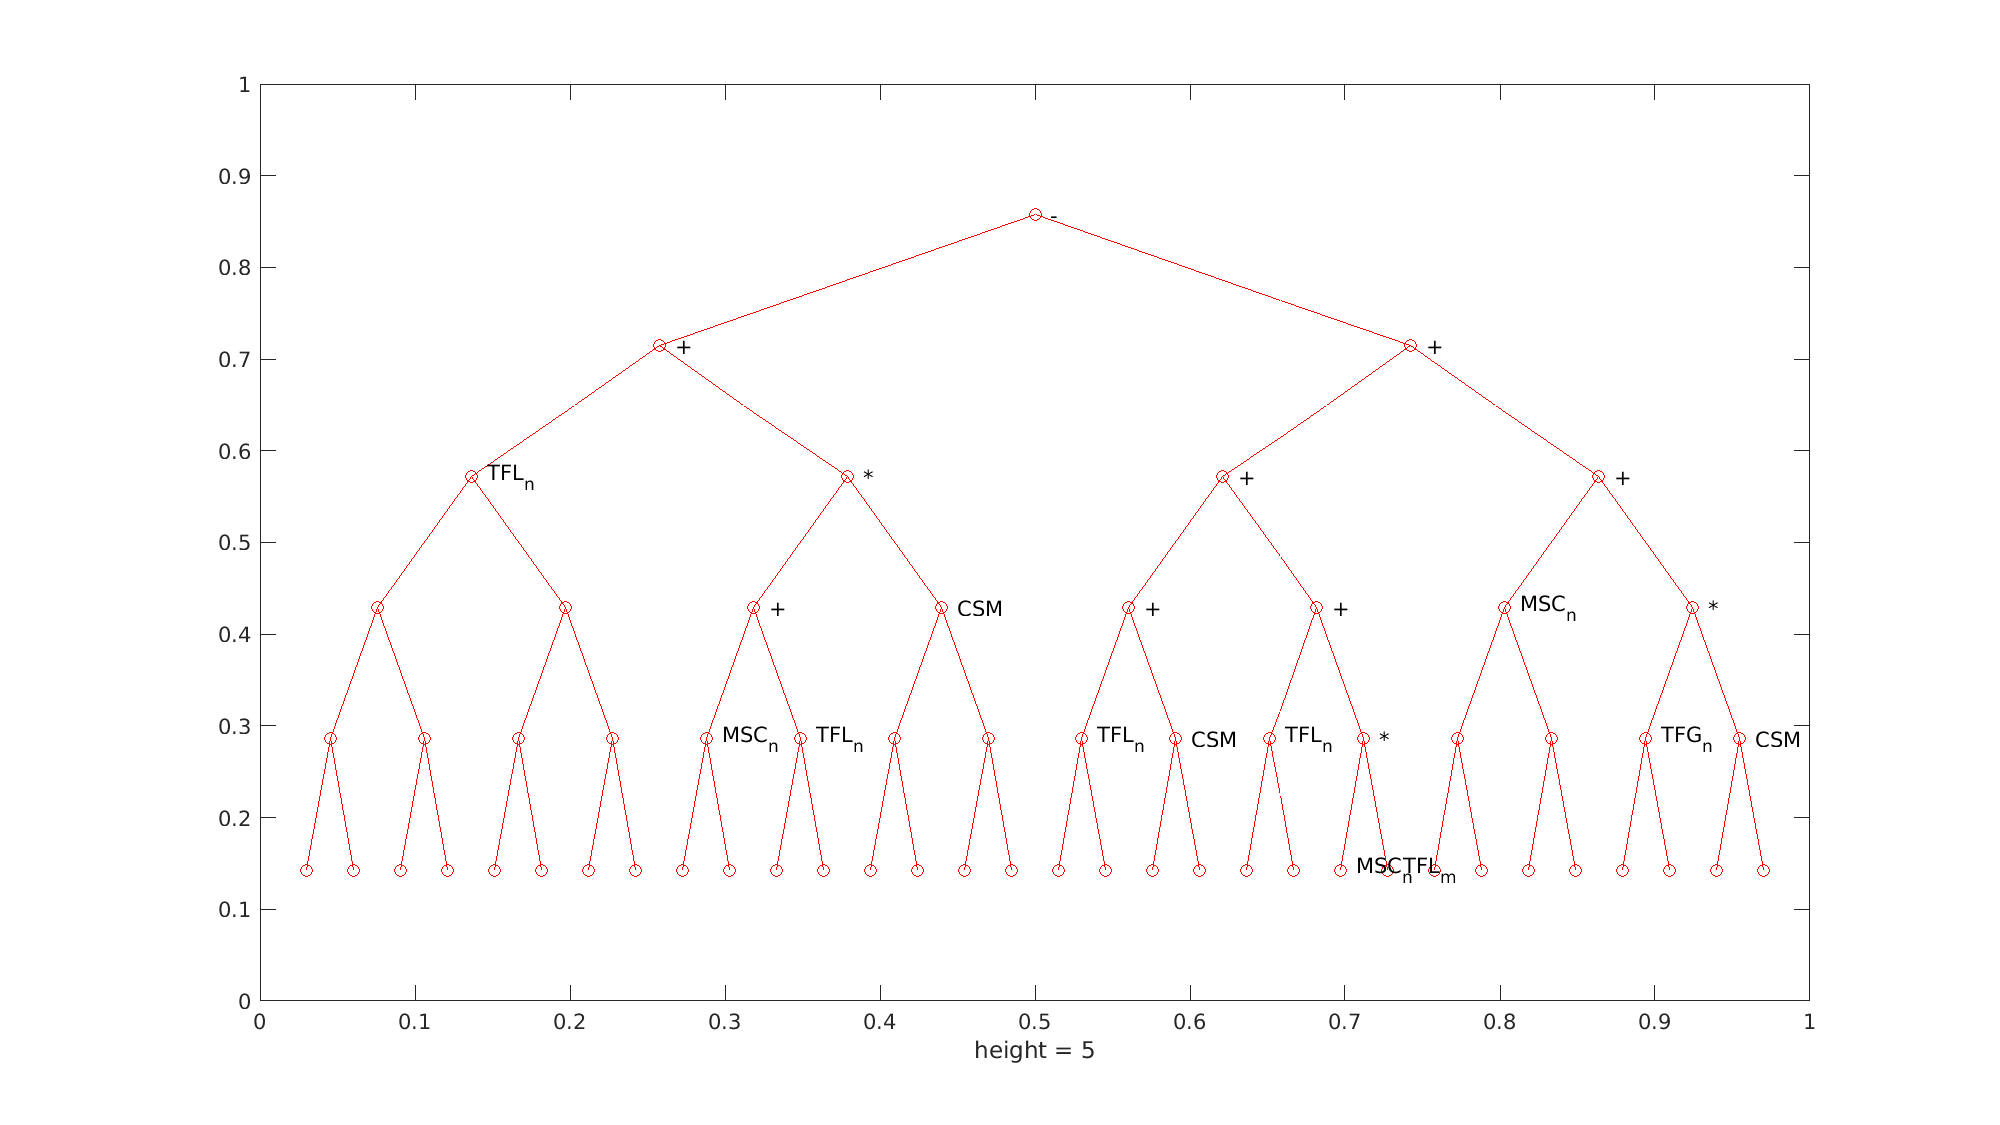 1
0.9
-
0.8
+ +
0.7
0.6
TFLn * + +
0.5
+ CSM + + MSCn *
0.4
0.3
MSCn TFLn TFLn CSM TFLn * TFGn CSM
0.2
MSCn TFLm
0.1
0
0 0.1 0.2 0.3 0.4 0.5 0.6 0.7 0.8 0.9 1
height = 5